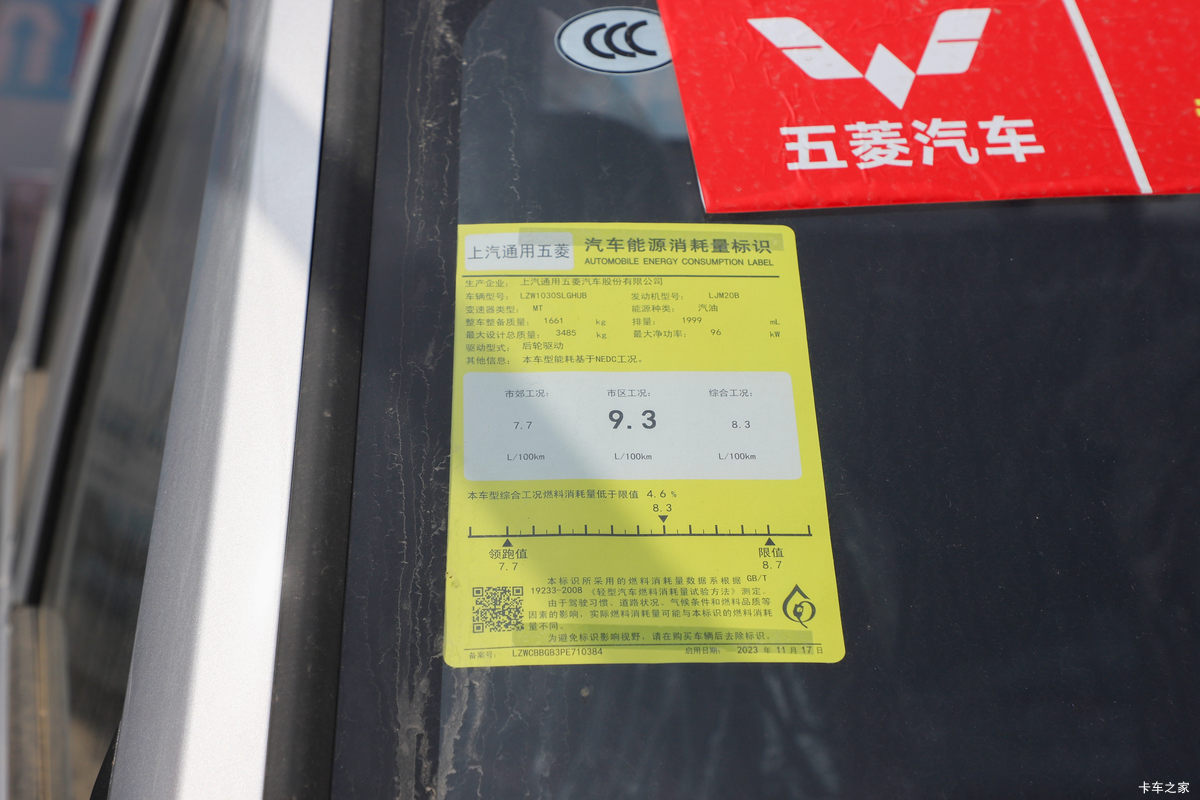 CCC
五菱汽车
上汽通用五菱 汽车能源消耗量标识
AUTOMOBILE ENERGY CONSUMPTION LABEL
生产企业: 上汽通用五菱汽车股份有限公司
车辆型号: LZW1030SLGHUB 发动机型号: LJM20B
变速器类型: MT 能源种类: 汽油
整车整备质量: 1661 kg 排量: 1999 mL
最大设计总质量: 3485 kg 最大净功率: 96 kW
驱动型式: 后轮驱动
其他信息: 本车型能耗基于NEDC工况。
市郊工况: 市区工况: 综合工况:
7.7 9.3 8.3
L/100km L/100km L/100km
本车型综合工况燃料消耗量低于限值 4.6 %
8.3
领跑值 限值
7.7 8.7
本标识所采用的燃料消耗量数据系根据 GB/T
19233-2008 《轻型汽车燃料消耗量试验方法》测定.
由于驾驶习惯、道路状况、气候条件和燃料品质等
因素的影响, 实际燃料消耗量可能与本标识的燃料消耗
量不同。
为避免标识影响视野, 请在购买车辆后去除标识。
备案号: LZWCBBGB3PE710384 启用日期: 2023 年 11 月 17 日
卡车之家